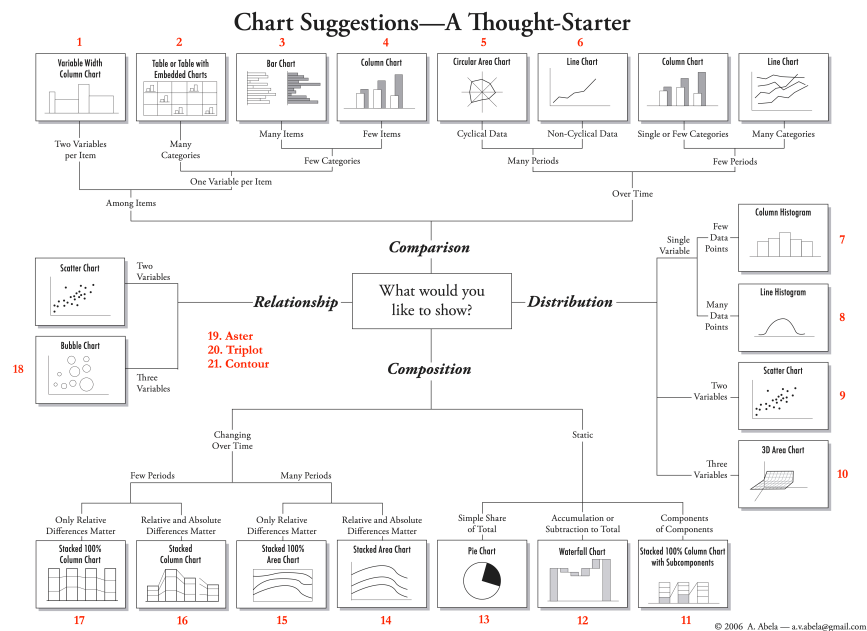 Chart Suggestions—A Thought-Starter
1
2
3
4
5
6
Variable Width
Column Chart
Table or Table with
Embedded Charts
Bar Chart
Column Chart
Circular Area Chart
Line Chart
Column Chart
Line Chart
Two Variables
per Item
Many
Categories
Many Items
Few Items
Cyclical Data
Non-Cyclical Data
Single or Few Categories
Many Categories
Few Categories
Many Periods
Few Periods
One Variable per Item
Among Items
Over Time
Comparison
What would you
like to show?
Relationship
Distribution
Composition
Scatter Chart
Two
Variables
18
Bubble Chart
Three
Variables
19. Aster
20. Triplot
21. Contour
Single
Variable
Few
Data
Points
Column Histogram
7
Many
Data
Points
Line Histogram
8
Two
Variables
Scatter Chart
9
Three
Variables
3D Area Chart
10
Changing
Over Time
Static
Few Periods
Many Periods
Only Relative
Differences Matter
Relative and Absolute
Differences Matter
Only Relative
Differences Matter
Relative and Absolute
Differences Matter
Simple Share
of Total
Accumulation or
Subtraction to Total
Components
of Components
Stacked 100%
Column Chart
Stacked
Column Chart
Stacked 100%
Area Chart
Stacked Area Chart
Pie Chart
Waterfall Chart
Stacked 100% Column Chart
with Subcomponents
17
16
15
14
13
12
11
© 2006 A. Abela — a.v.abela@gmail.com